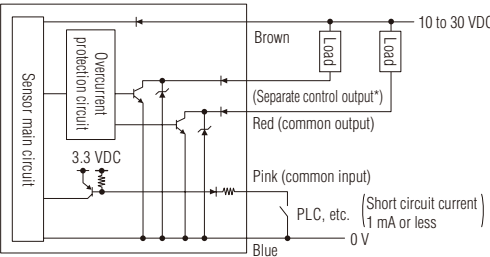 10 to 30 VDC
Brown
Load
Load
Overcurrent
protection circuit
Sensor main circuit
(Separate control output*)
Red (common output)
3.3 VDC
Pink (common input)
PLC, etc.
(Short circuit current
1 mA or less)
0 V
Blue